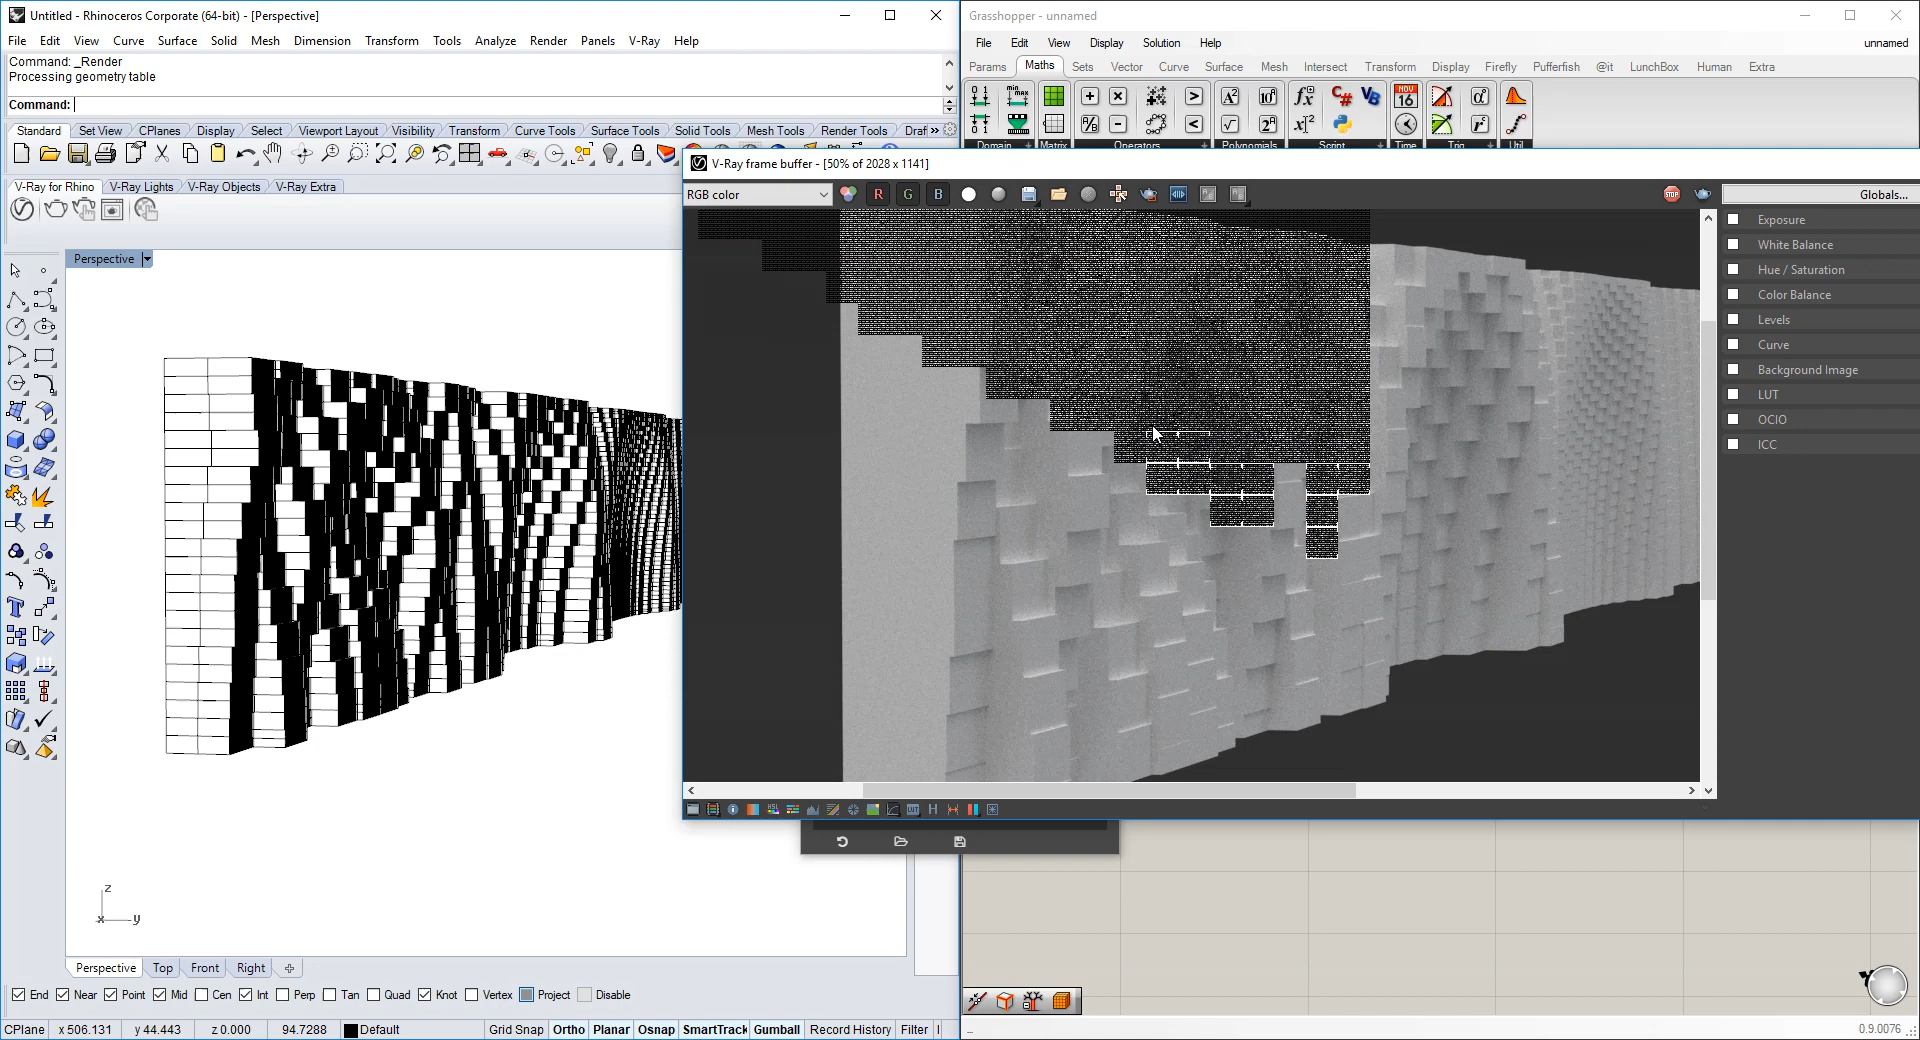 Untitled - Rhinoceros Corporate (64-bit) - [Perspective]
File Edit View Curve Surface Solid Mesh Dimension Transform Tools Analyze Render Panels V-Ray Help
Command: _Render
Processing geometry table
Command:
Standard Set View CPlanes Display Select Viewport Layout Visibility Transform Curve Tools Surface Tools Solid Tools Mesh Tools Render Tools Draf »
V-Ray for Rhino V-Ray Lights V-Ray Objects V-Ray Extra
Perspective
z
x y
Perspective Top Front Right
End Near Point Mid Cen Int Perp Tan Quad Knot Vertex Project Disable
CPlane x 506.131 y 44.443 z 0.000 94.7288 Default Grid Snap Ortho Planar Osnap SmartTrack Gumball Record History Filter
Grasshopper - unnamed
File Edit View Display Solution Help unnamed
Params Maths Sets Vector Curve Surface Mesh Intersect Transform Display Firefly Pufferfish @it LunchBox Human Extra
Domain Matrix Operators Polynomials Script Time Trig Util
V-Ray frame buffer - [50% of 2028 x 1141]
RGB color R G B STOP
Globals...
Exposure
White Balance
Hue / Saturation
Color Balance
Levels
Curve
Background Image
LUT
OCIO
ICC
0.9.0076